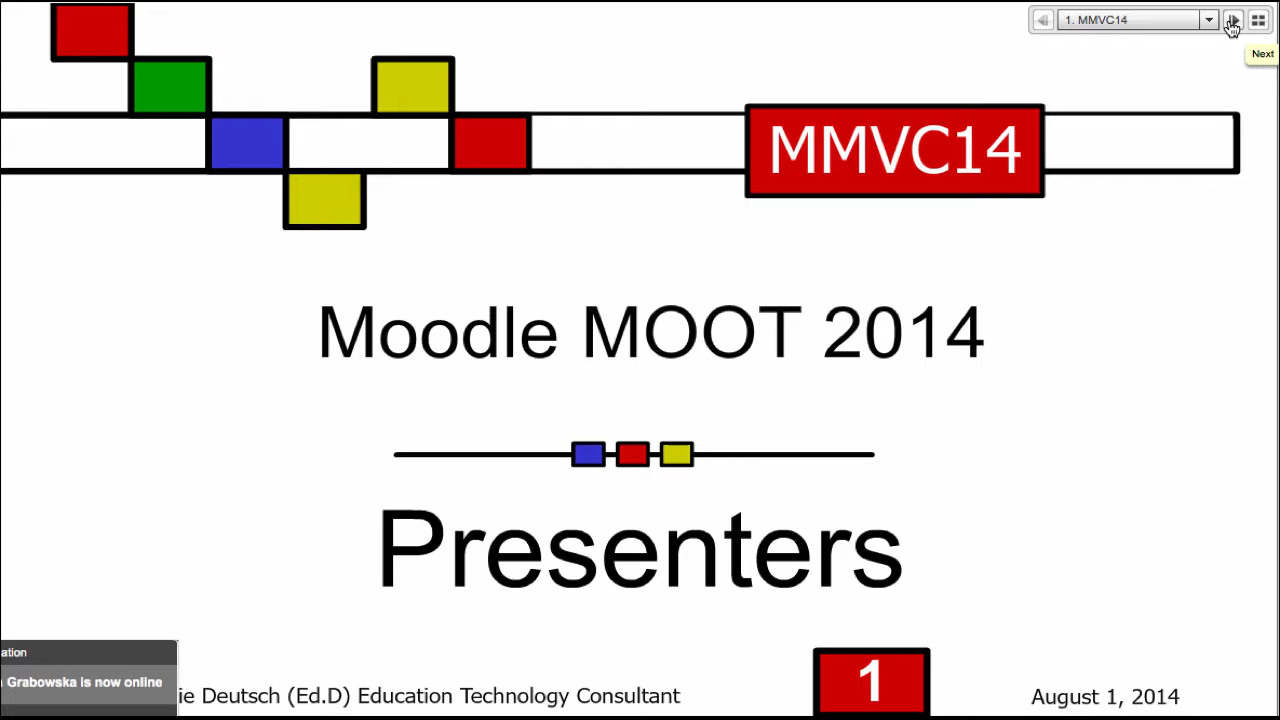 1. MMVC14
Next
MMVC14
Moodle MOOT 2014
Presenters
ation
Grabowska is now online
ie Deutsch (Ed.D) Education Technology Consultant
1
August 1, 2014